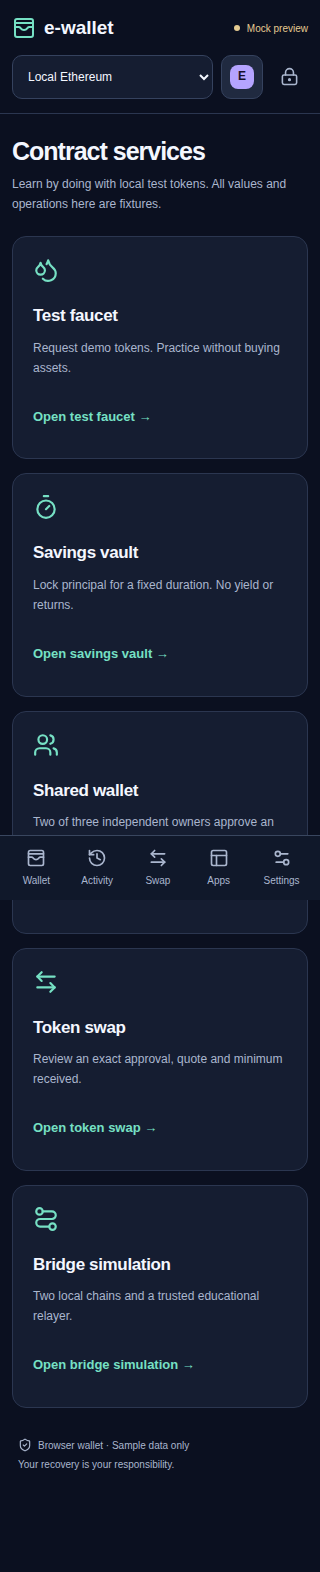 e-wallet
Mock preview
Local Ethereum
E
Contract services
Learn by doing with local test tokens. All values and
operations here are fixtures.
Test faucet
Request demo tokens. Practice without buying
assets.
Open test faucet →
Savings vault
Lock principal for a fixed duration. No yield or
returns.
Open savings vault →
Shared wallet
Two of three independent owners approve an
Wallet
Activity
Swap
Apps
Settings
Token swap
Review an exact approval, quote and minimum
received.
Open token swap →
Bridge simulation
Two local chains and a trusted educational
relayer.
Open bridge simulation →
Browser wallet · Sample data only
Your recovery is your responsibility.